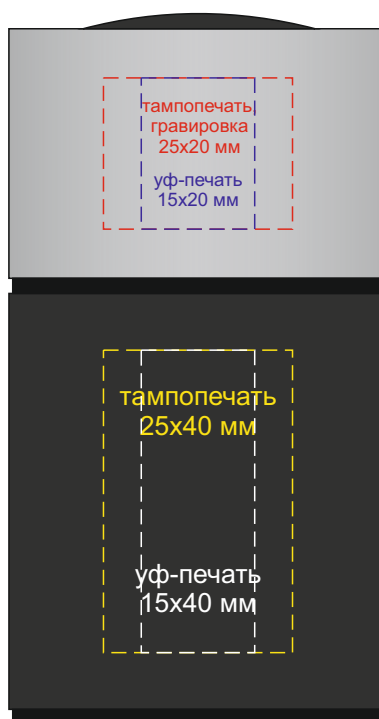 тампопечать,
гравировка
25х20 мм
уф-печать
15х20 мм
тампопечать
25х40 мм
уф-печать
15х40 мм